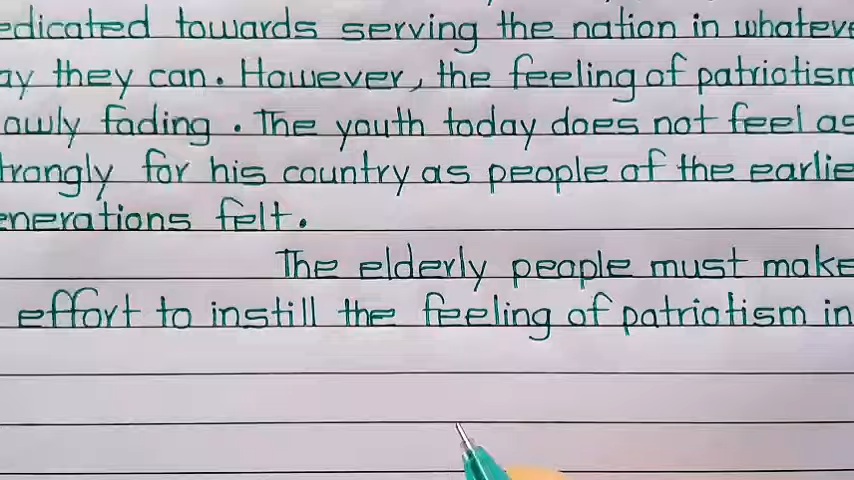 edicated towards serving the nation in whateve
ay they can. However, the feeling of patriotism
owly fading. The youth today does not feel as
trongly for his country as people of the earlie
enerations felt.
The elderly people must make
effort to instill the feeling of patriotism in